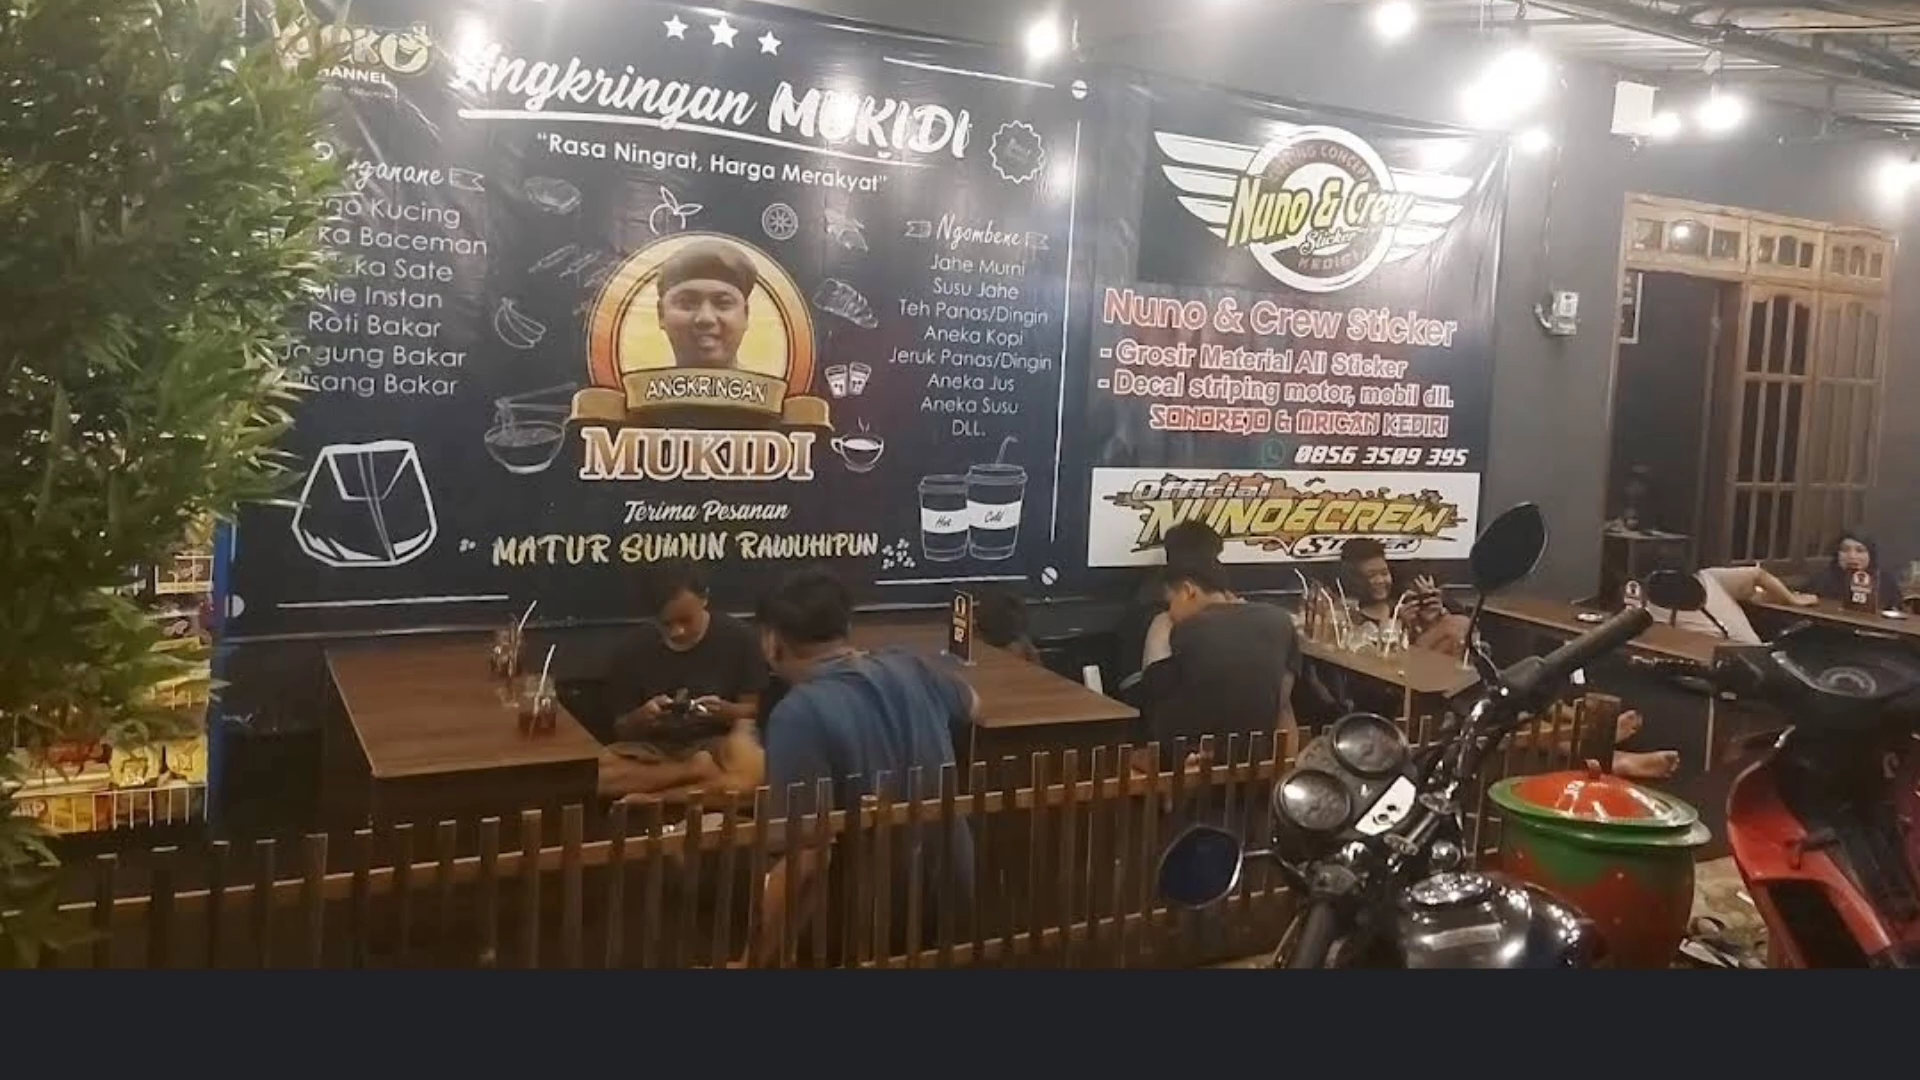 CHANNEL
Angkringan MUKIDI
"Rasa Ningrat, Harga Merakyat"
Kucing
Baceman
Sate
Mie Instan
Roti Bakar
Jagung Bakar
Pisang Bakar
ANGKRINGAN
MUKIDI
Terima Pesanan
MATUR SUWUN RAWUHIPUN
Ngombene
Jahe Murni
Susu Jahe
Teh Panas/Dingin
Aneka Kopi
Jeruk Panas/Dingin
Aneka Jus
Aneka Susu
DLL.
Hot
Cold
Nuno & Crew
Sticker
KEDIRI
Nuno & Crew Sticker
- Grosir Material All Sticker
- Decal striping motor, mobil dll.
SONOREJO & MRICAN KEDIRI
0856 3509 395
Official
NUNO&CREW
STICKER